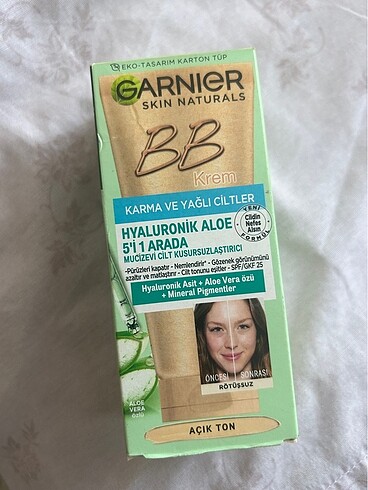 EKO-TASARIM KARTON TÜP
GARNIER
SKIN NATURALS
BB
Krem
KARMA VE YAĞLI CİLTLER
HYALURONİK ALOE
5'İ 1 ARADA
MUCİZEVİ CİLT KUSURSUZLAŞTIRICI
-Pürüzleri kapatır - Nemlendirir* - Gözenek görünümünü
azaltır ve matlaştırır - Cilt tonunu eşitler - SPF/GKF 25
YENİ
Cildin
Nefes
Alsın
FORMÜL
Hyaluronik Asit + Aloe Vera özü
+ Mineral Pigmentler
ÖNCESİ SONRASI
RÖTÜŞSUZ
ALOE
VERA
özü
AÇIK TON